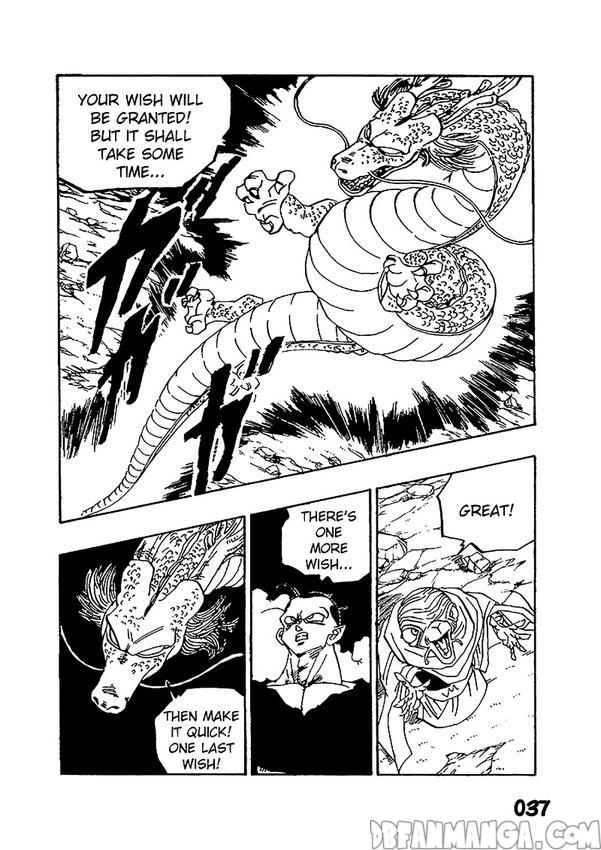 YOUR WISH WILL
BE GRANTED!
BUT IT SHALL
TAKE SOME
TIME...
GREAT!
THERE'S
ONE
MORE
WISH...
THEN MAKE
IT QUICK!
ONE LAST
WISH!
037
DBFANMANGA.COM